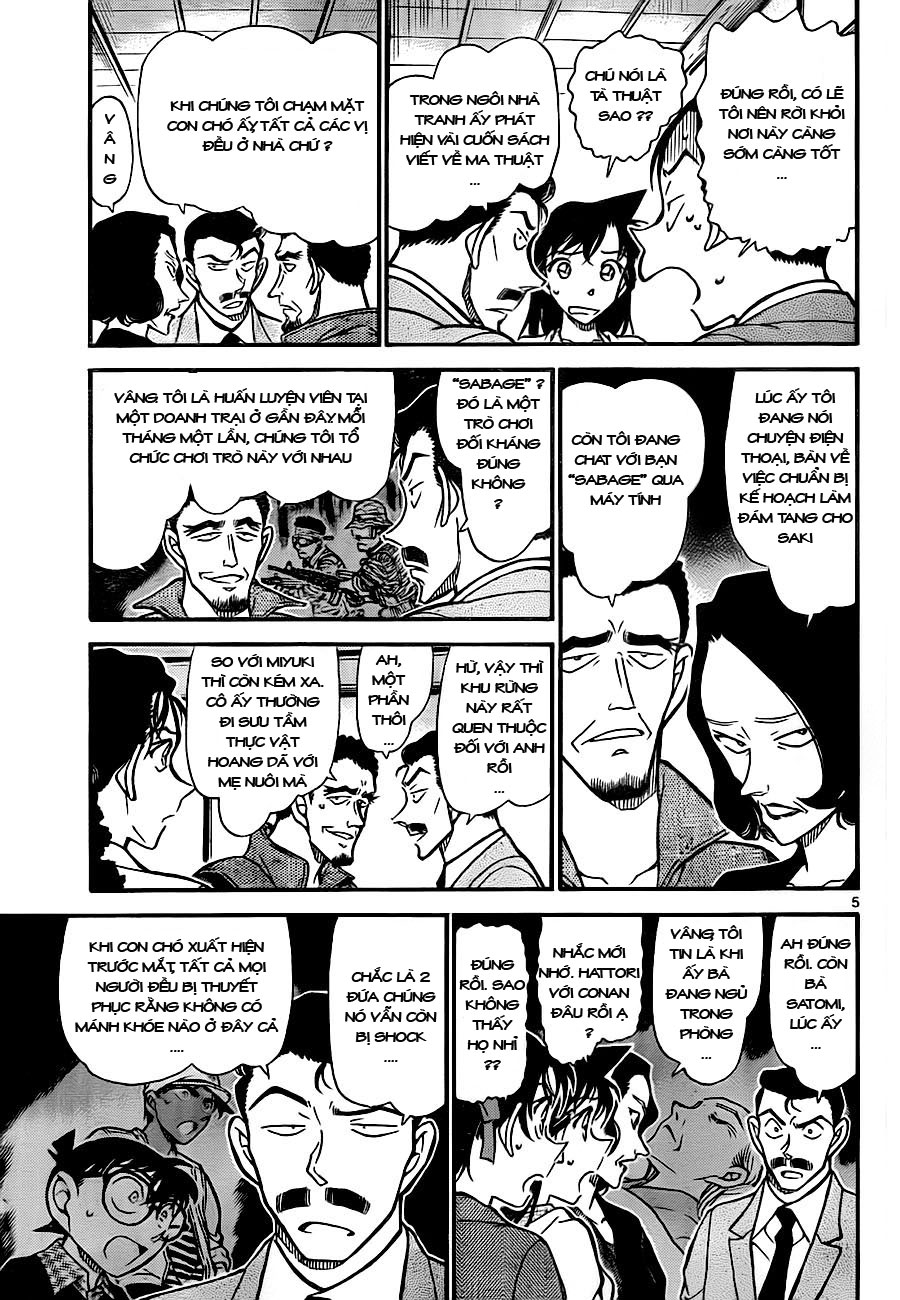 ĐÚNG RỒI, CÓ LẼ
TÔI NÊN RỜI KHỎI
NƠI NÀY CÀNG
SỚM CÀNG TỐT
...
CHÚ NÓI LÀ
TÀ THUẬT
SAO ??
TRONG NGÔI NHÀ
TRANH ẤY PHÁT
HIỆN VÀI CUỐN SÁCH
VIẾT VỀ MA THUẬT
...
KHI CHÚNG TÔI CHẠM MẶT
CON CHÓ ẤY, TẤT CẢ CÁC VỊ
ĐỀU Ở NHÀ CHỨ ?
V
Â
N
G
LÚC ẤY TÔI
ĐANG NÓI
CHUYỆN ĐIỆN
THOẠI, BÀN VỀ
VIỆC CHUẨN BỊ
KẾ HOẠCH LÀM
ĐÁM TANG CHO
SAKI
CÒN TÔI ĐANG
CHAT VỚI BẠN
“SABAGE” QUA
MÁY TÍNH
“SABAGE” ?
ĐÓ LÀ MỘT
TRÒ CHƠI
ĐỐI KHÁNG
ĐÚNG
KHÔNG
?
VÂNG TÔI LÀ HUẤN LUYỆN VIÊN TẠI
MỘT DOANH TRẠI Ở GẦN ĐÂY. MỖI
THÁNG MỘT LẦN, CHÚNG TÔI TỔ
CHỨC CHƠI TRÒ NÀY VỚI NHAU
HỪ, VẬY THÌ
KHU RỪNG
NÀY RẤT
QUEN THUỘC
ĐỐI VỚI ANH
RỒI
...
AH,
MỘT
PHẦN
THÔI
...
SO VỚI MIYUKI
THÌ CÒN KÉM XA.
CÔ ẤY THƯỜNG
ĐI SƯU TẦM
THỰC VẬT
HOANG DÃ VỚI
MẸ NUÔI MÀ
5
AH ĐÚNG
RỒI. CÒN
BÀ
SATOMI,
LÚC ẤY
...
VÂNG, TÔI
TIN LÀ KHI
ẤY BÀ
ĐANG NGỦ
TRONG
PHÒNG
NHẮC MỚI
NHỚ. HATTORI
VỚI CONAN
ĐÂU RỒI Ạ
?
ĐÚNG
RỒI. SAO
KHÔNG
THẤY
HỌ NHỈ
??
CHẮC LÀ 2
ĐỨA CHÚNG
NÓ VẪN CÒN
BỊ SHOCK
KHI CON CHÓ XUẤT HIỆN
TRƯỚC MẮT, TẤT CẢ MỌI
NGƯỜI ĐỀU BỊ THUYẾT
PHỤC RẰNG KHÔNG CÓ
MÁNH KHÓE NÀO Ở ĐÂY CẢ
....